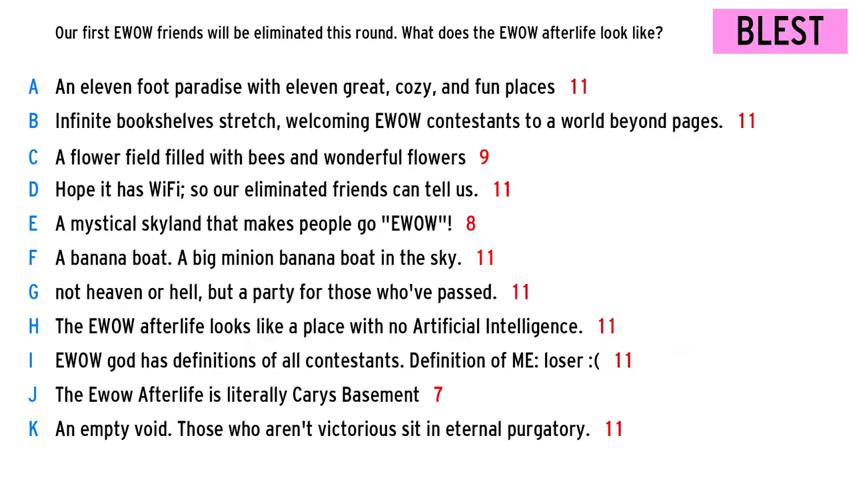 Our first EWOW friends will be eliminated this round. What does the EWOW afterlife look like?
BLEST
A An eleven foot paradise with eleven great, cozy, and fun places 11
B Infinite bookshelves stretch, welcoming EWOW contestants to a world beyond pages. 11
C A flower field filled with bees and wonderful flowers 9
D Hope it has WiFi; so our eliminated friends can tell us. 11
E A mystical skyland that makes people go "EWOW"! 8
F A banana boat. A big minion banana boat in the sky. 11
G not heaven or hell, but a party for those who've passed. 11
H The EWOW afterlife looks like a place with no Artificial Intelligence. 11
I EWOW god has definitions of all contestants. Definition of ME: loser :( 11
J The Ewow Afterlife is literally Carys Basement 7
K An empty void. Those who aren't victorious sit in eternal purgatory. 11